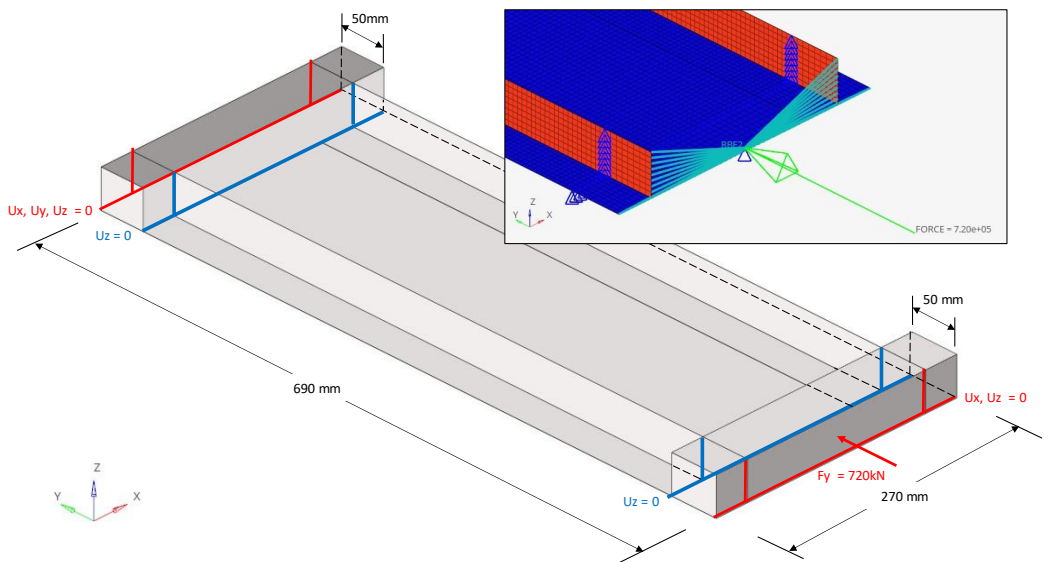 50mm
RBE2
Z
Y
X
FORCE = 7.20e+05
Ux, Uy, Uz = 0
Uz = 0
50 mm
690 mm
Ux, Uz = 0
Fy = 720kN
270 mm
Uz = 0
Z
Y
X